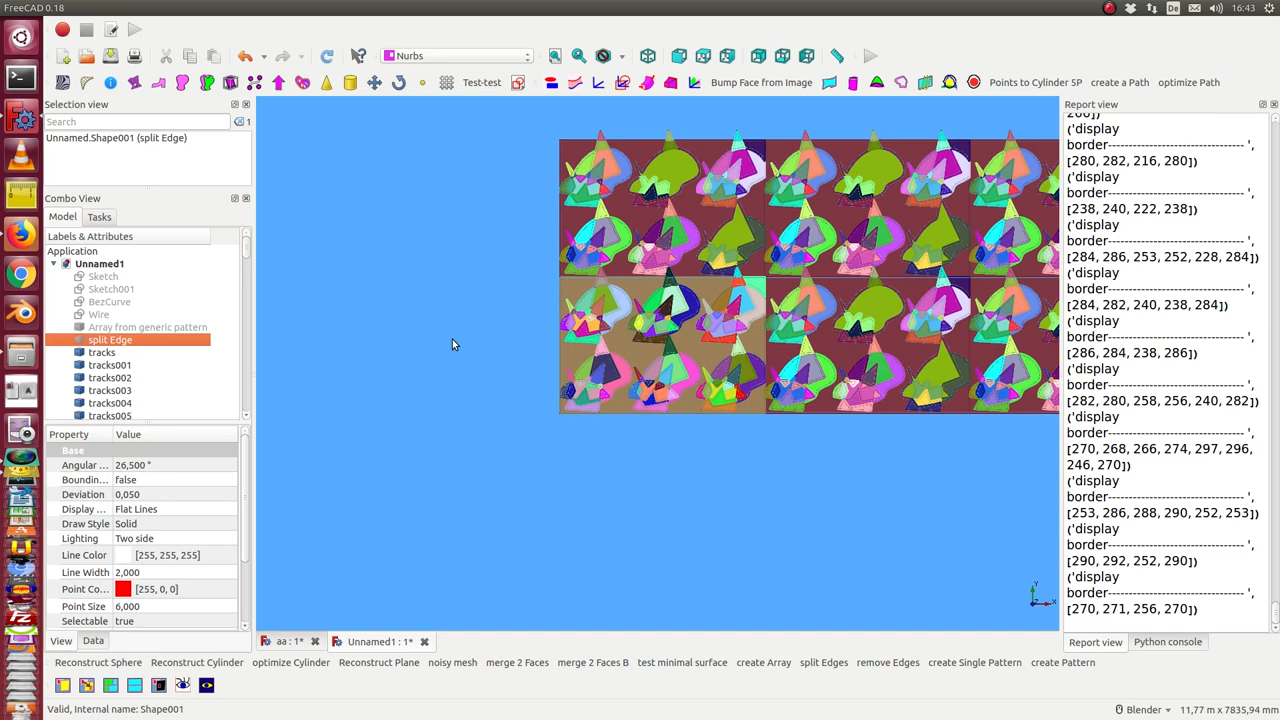 FreeCAD 0.18
De
16:43
Nurbs
Test-test
Bump Face from Image
Points to Cylinder SP
create a Path
optimize Path
Selection view
Search
1
Unnamed.Shape001 (split Edge)
Combo View
Model
Tasks
Labels & Attributes
Application
Unnamed1
Sketch
Sketch001
BezCurve
Wire
Array from generic pattern
split Edge
tracks
tracks001
tracks002
tracks003
tracks004
tracks005
Property
Value
Base
Angular ...
26,500 °
Boundin...
false
Deviation
0,050
Display ...
Flat Lines
Draw Style
Solid
Lighting
Two side
Line Color
[255, 255, 255]
Line Width
2,000
Point Co...
[255, 0, 0]
Point Size
6,000
Selectable
true
View
Data
Y
Z
X
aa : 1*
Unnamed1 : 1*
Report view
266])
('display
border------------------------------ ',
[280, 282, 216, 280])
('display
border------------------------------ ',
[238, 240, 222, 238])
('display
border------------------------------ ',
[284, 286, 253, 252, 228, 284])
('display
border------------------------------ ',
[284, 282, 240, 238, 284])
('display
border------------------------------ ',
[286, 284, 238, 286])
('display
border------------------------------ ',
[282, 280, 258, 256, 240, 282])
('display
border------------------------------ ',
[270, 268, 266, 274, 297, 296,
246, 270])
('display
border------------------------------ ',
[253, 286, 288, 290, 252, 253])
('display
border------------------------------ ',
[290, 292, 252, 290])
('display
border------------------------------ ',
[270, 271, 256, 270])
Report view
Python console
Reconstruct Sphere
Reconstruct Cylinder
optimize Cylinder
Reconstruct Plane
noisy mesh
merge 2 Faces
merge 2 Faces B
test minimal surface
create Array
split Edges
remove Edges
create Single Pattern
create Pattern
Valid, Internal name: Shape001
Blender
11,77 m x 7835,94 mm